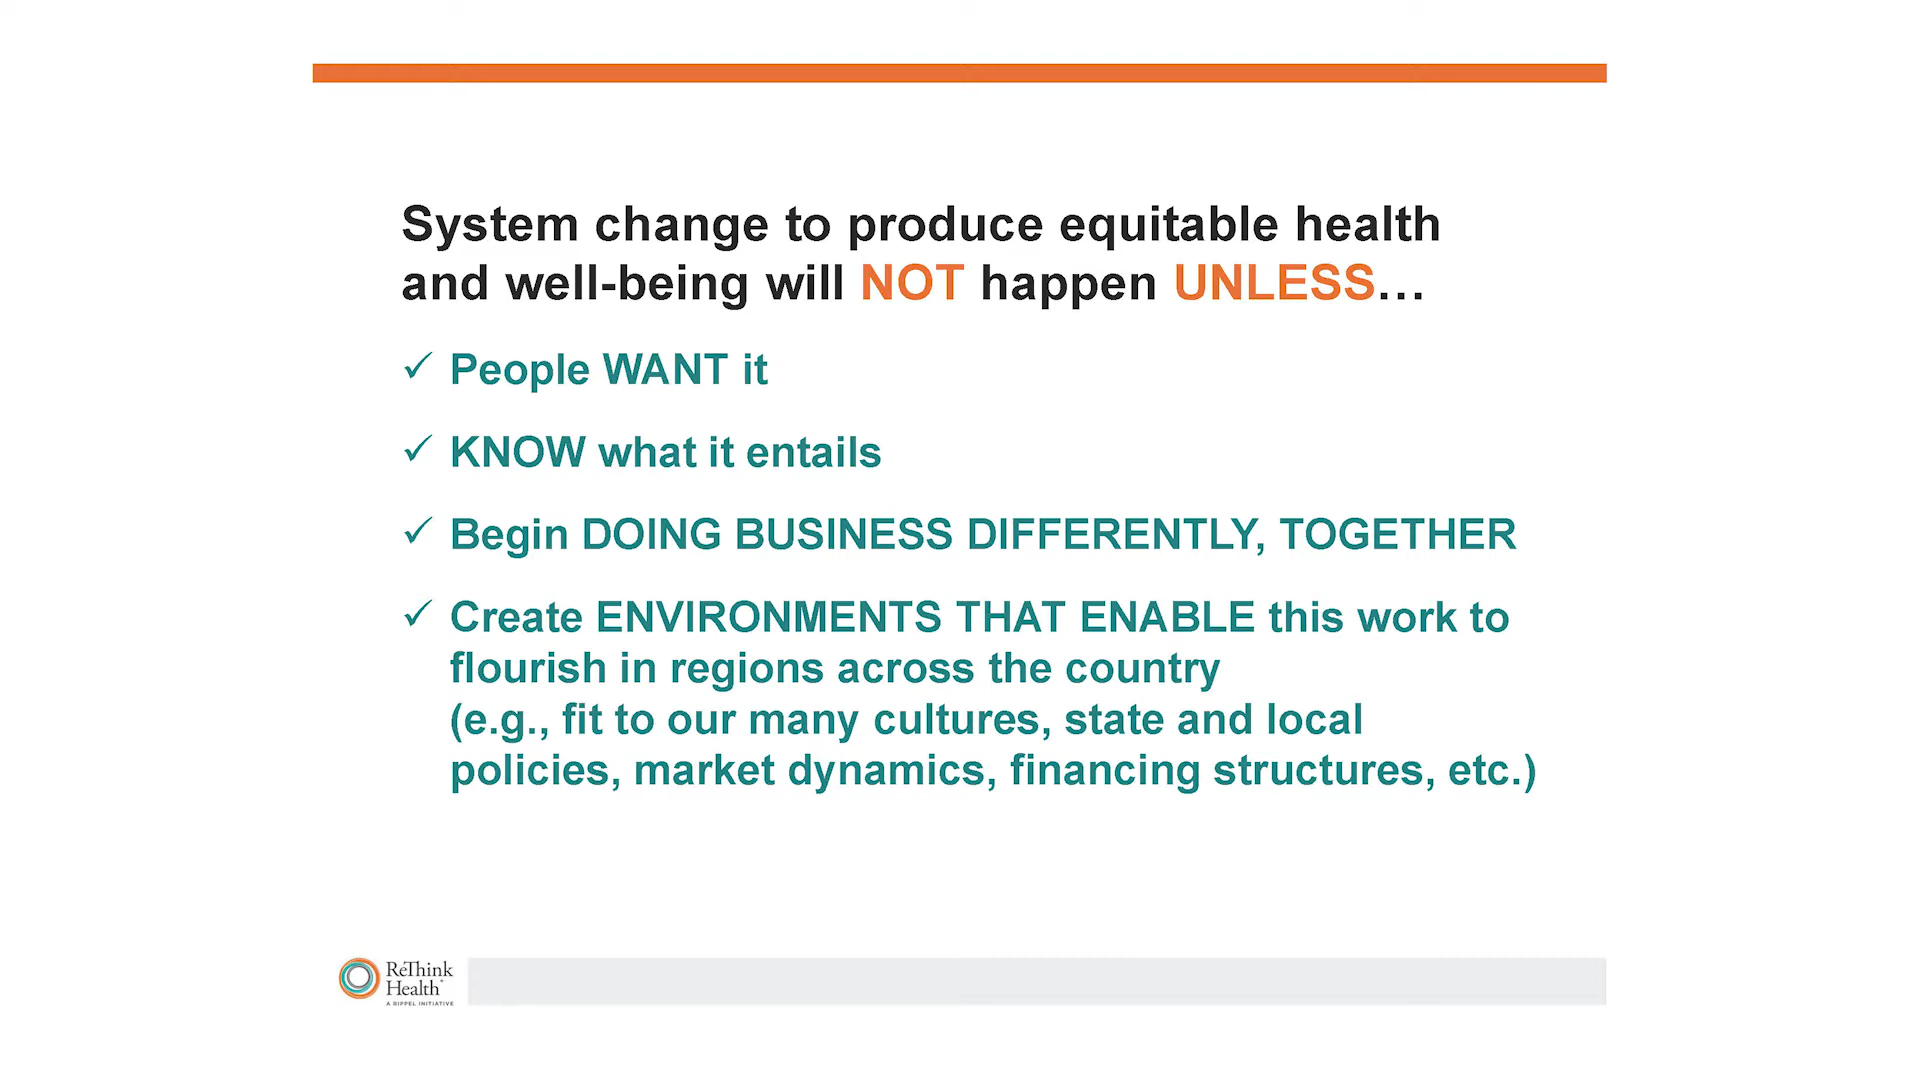 System change to produce equitable health
and well-being will NOT happen UNLESS…
✓ People WANT it
✓ KNOW what it entails
✓ Begin DOING BUSINESS DIFFERENTLY, TOGETHER
✓ Create ENVIRONMENTS THAT ENABLE this work to
flourish in regions across the country
(e.g., fit to our many cultures, state and local
policies, market dynamics, financing structures, etc.)
ReThink
Health
A RIPPEL INITIATIVE